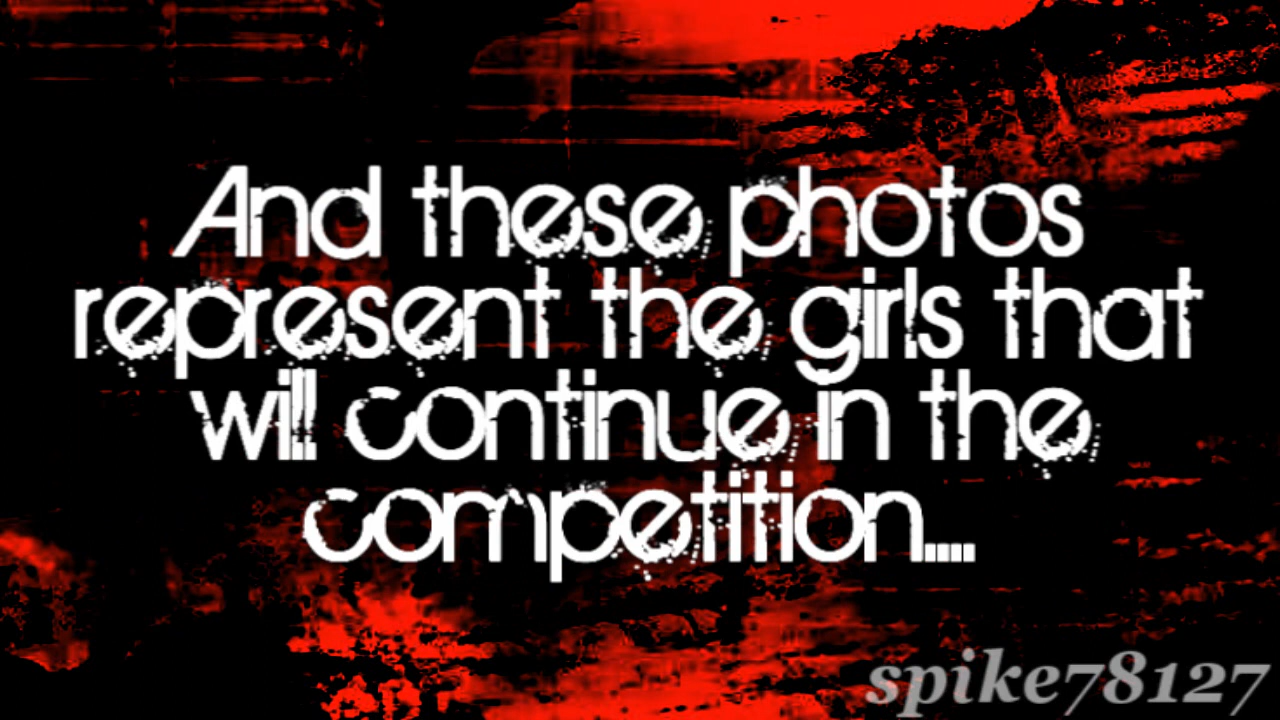 And these photos
represent the girls that
will continue in the
competition....
spike78127